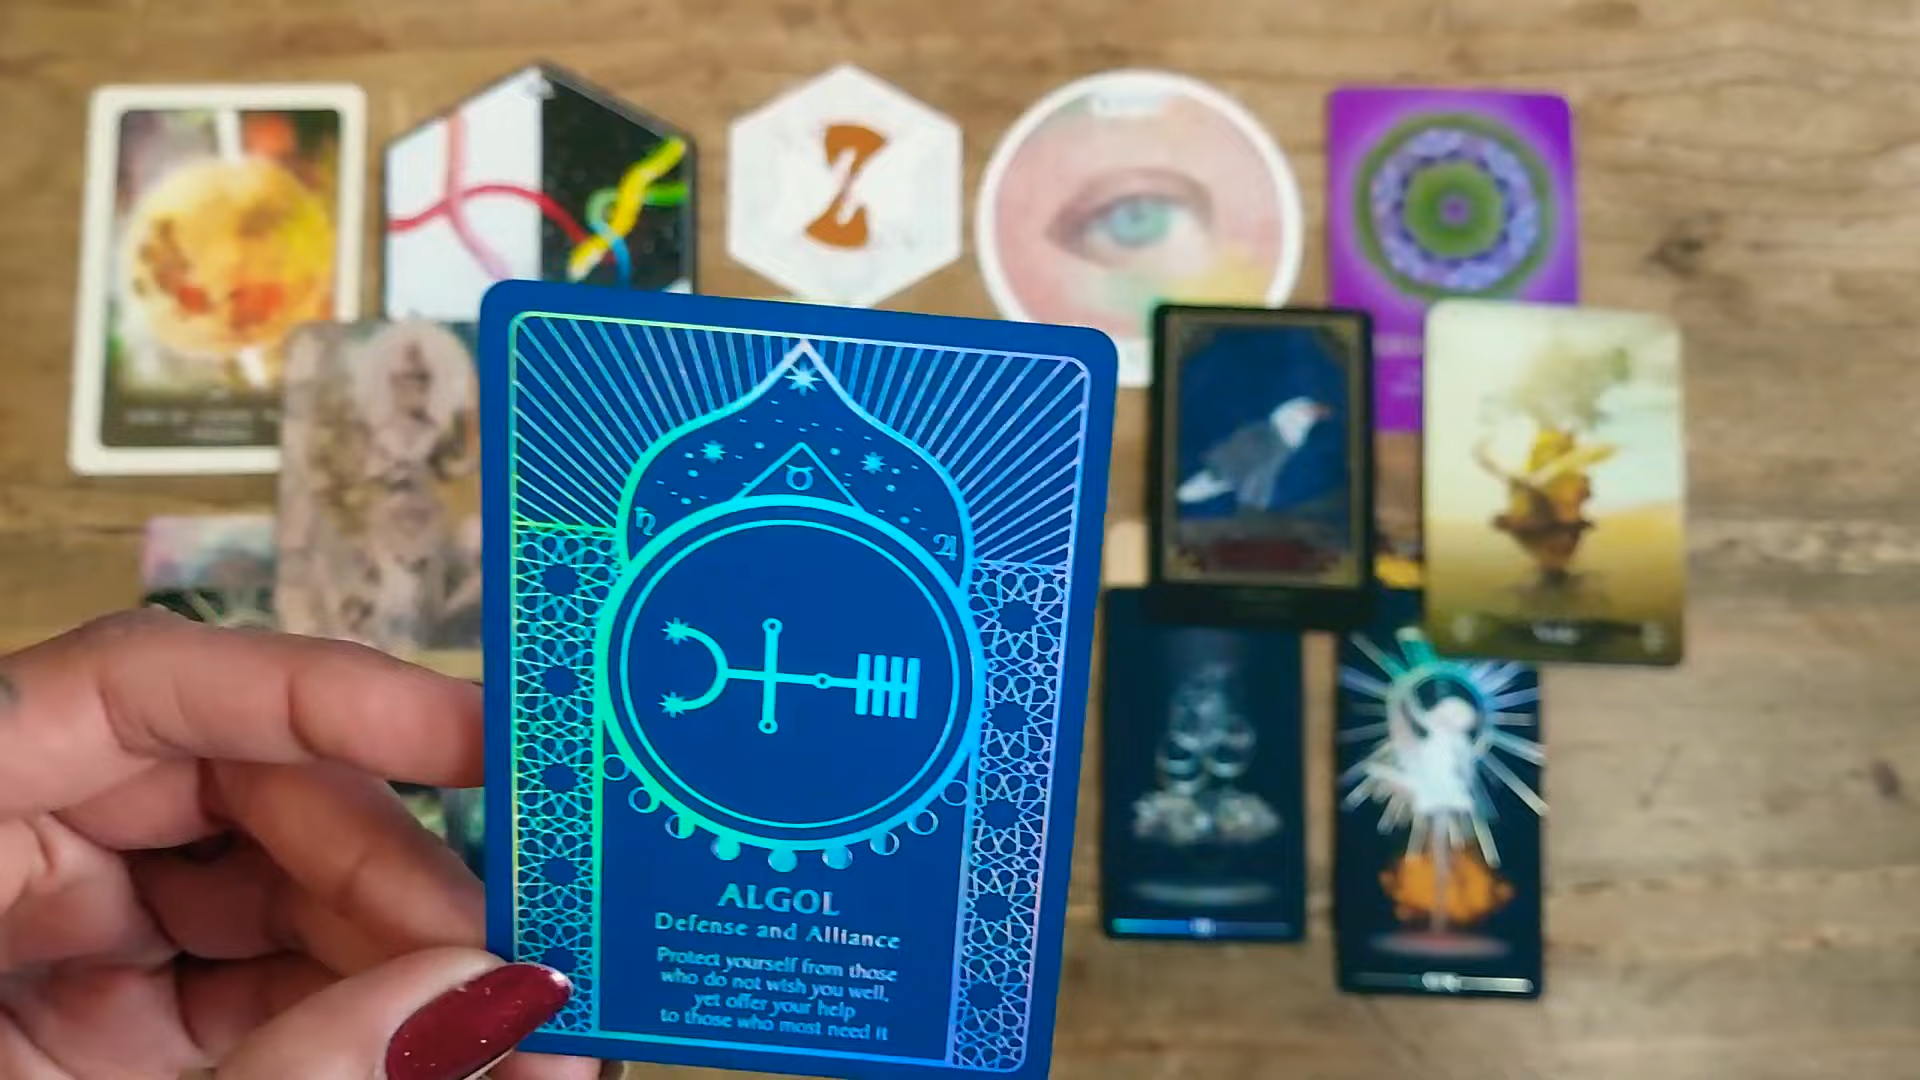 ALGOL
Defense and Alliance
Protect yourself from those
who do not wish you well,
yet offer your help
to those who most need it